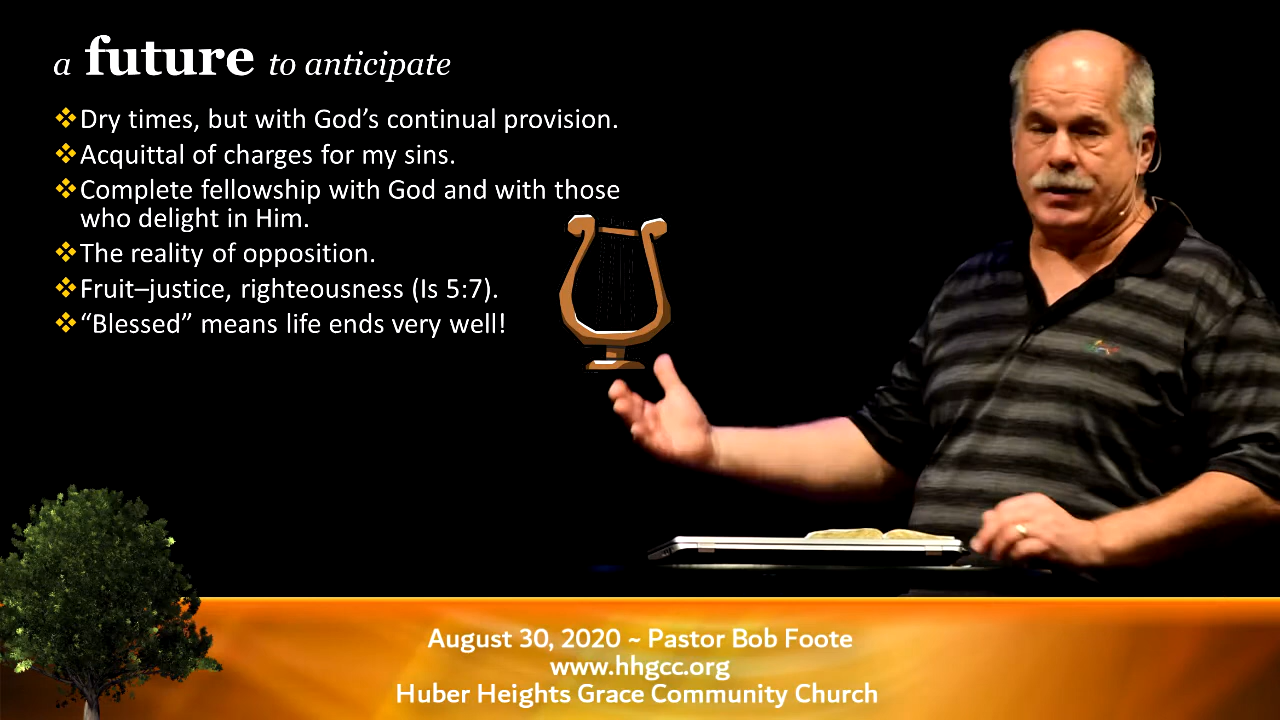 a future to anticipate
❖Dry times, but with God’s continual provision.
❖Acquittal of charges for my sins.
❖Complete fellowship with God and with those
who delight in Him.
❖The reality of opposition.
❖Fruit–justice, righteousness (Is 5:7).
❖“Blessed” means life ends very well!
August 30, 2020 ~ Pastor Bob Foote
www.hhgcc.org
Huber Heights Grace Community Church